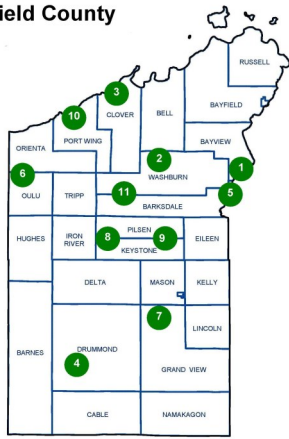 ield County
RUSSELL
3
BAYFIELD
10
CLOVER
BELL
PORT WING
BAYVIEW
ORIENTA
2
1
6
WASHBURN
11
5
OULU
TRIPP
BARKSDALE
HUGHES
IRON
RIVER
8
PILSEN
9
EILEEN
KEYSTONE
DELTA
MASON
KELLY
7
LINCOLN
BARNES
DRUMMOND
4
GRAND VIEW
CABLE
NAMAKAGON